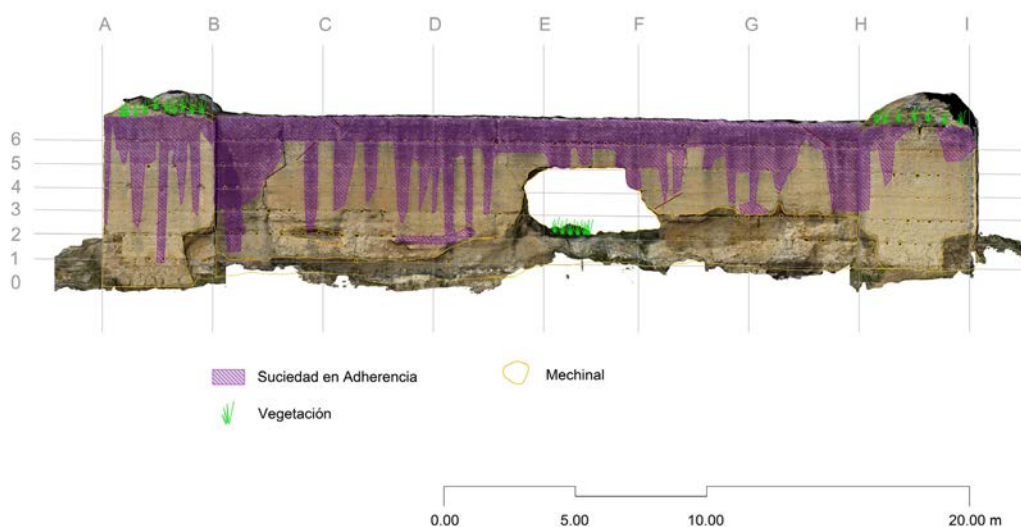 A B C D E F G H I
6
5
4
3
2
1
0
Suciedad en Adherencia
Mechinal
Vegetación
0.00 5.00 10.00 20.00 m